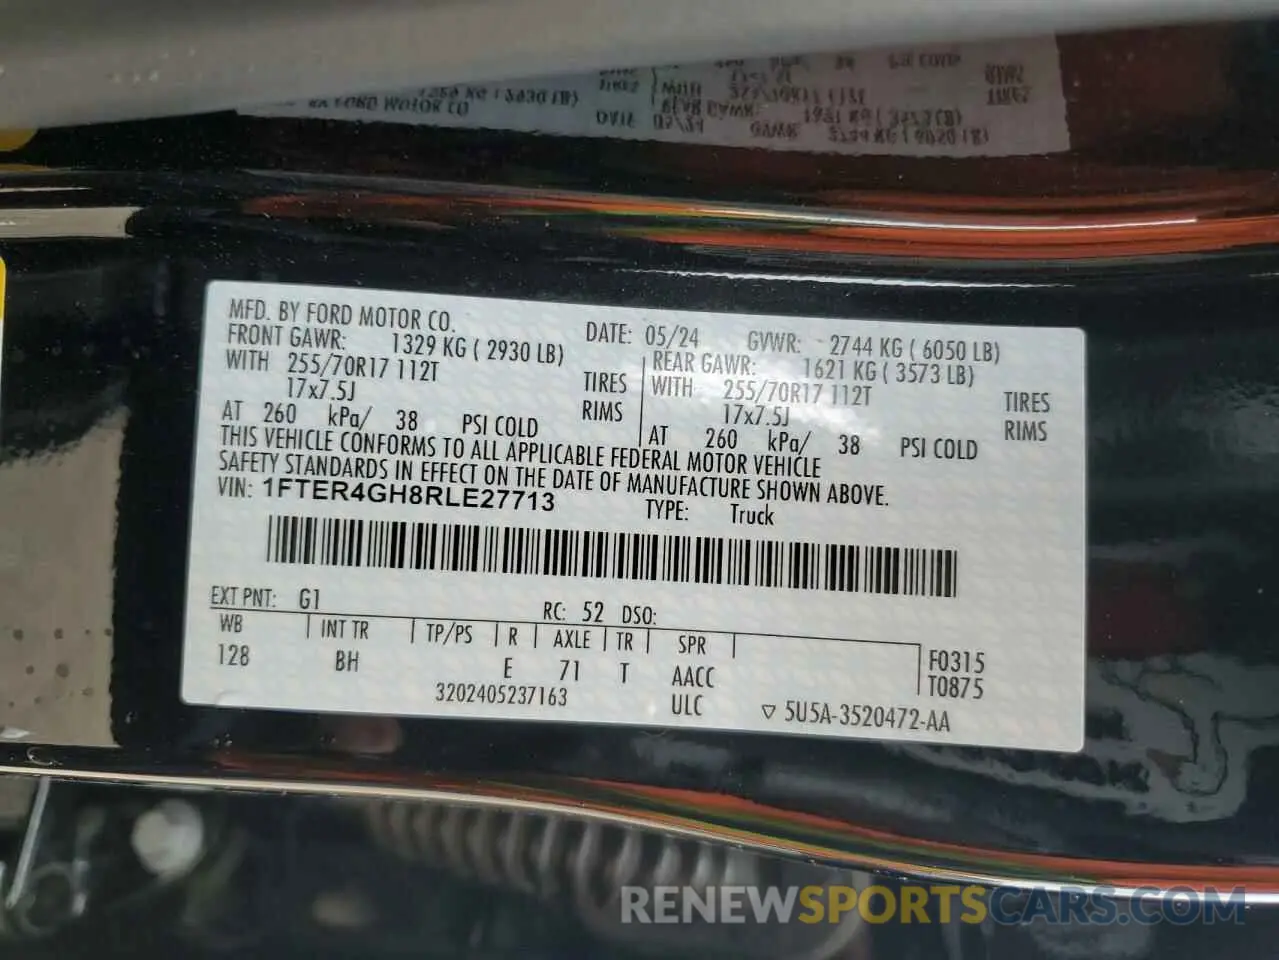 MFD. BY FORD MOTOR CO.
DATE: 05/24 GVWR: 2744 KG ( 6050 LB)
FRONT GAWR: 1329 KG ( 2930 LB)
REAR GAWR: 1621 KG ( 3573 LB)
WITH 255/70R17 112T TIRES
WITH 255/70R17 112T TIRES
17x7.5J RIMS
17x7.5J RIMS
AT 260 kPa/ 38 PSI COLD
AT 260 kPa/ 38 PSI COLD
THIS VEHICLE CONFORMS TO ALL APPLICABLE FEDERAL MOTOR VEHICLE
SAFETY STANDARDS IN EFFECT ON THE DATE OF MANUFACTURE SHOWN ABOVE.
VIN: 1FTER4GH8RLE27713 TYPE: Truck
EXT PNT: G1 RC: 52 DSO:
WB INT TR TP/PS R AXLE TR SPR
128 BH E 71 T AACC
F0315
T0875
3202405237163 ULC ▽ 5U5A-3520472-AA
RENEWSPORTSCARS.COM